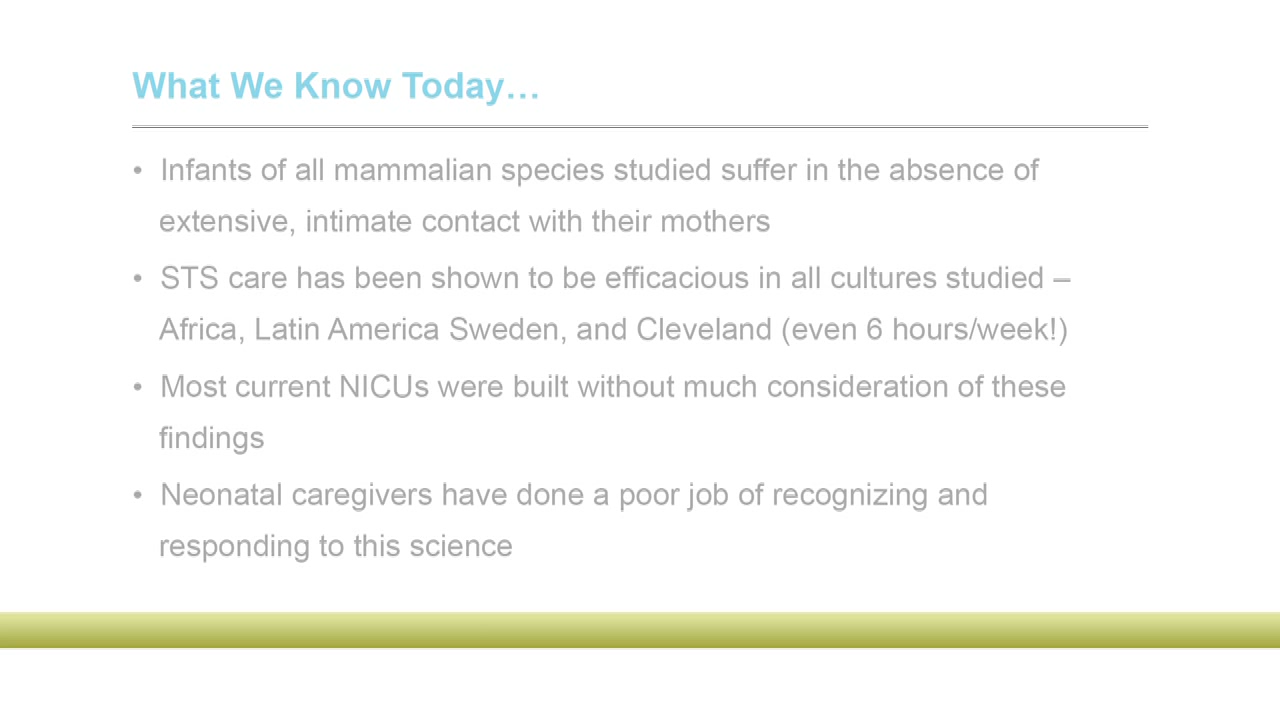 What We Know Today…
• Infants of all mammalian species studied suffer in the absence of
extensive, intimate contact with their mothers
• STS care has been shown to be efficacious in all cultures studied –
Africa, Latin America Sweden, and Cleveland (even 6 hours/week!)
• Most current NICUs were built without much consideration of these
findings
• Neonatal caregivers have done a poor job of recognizing and
responding to this science